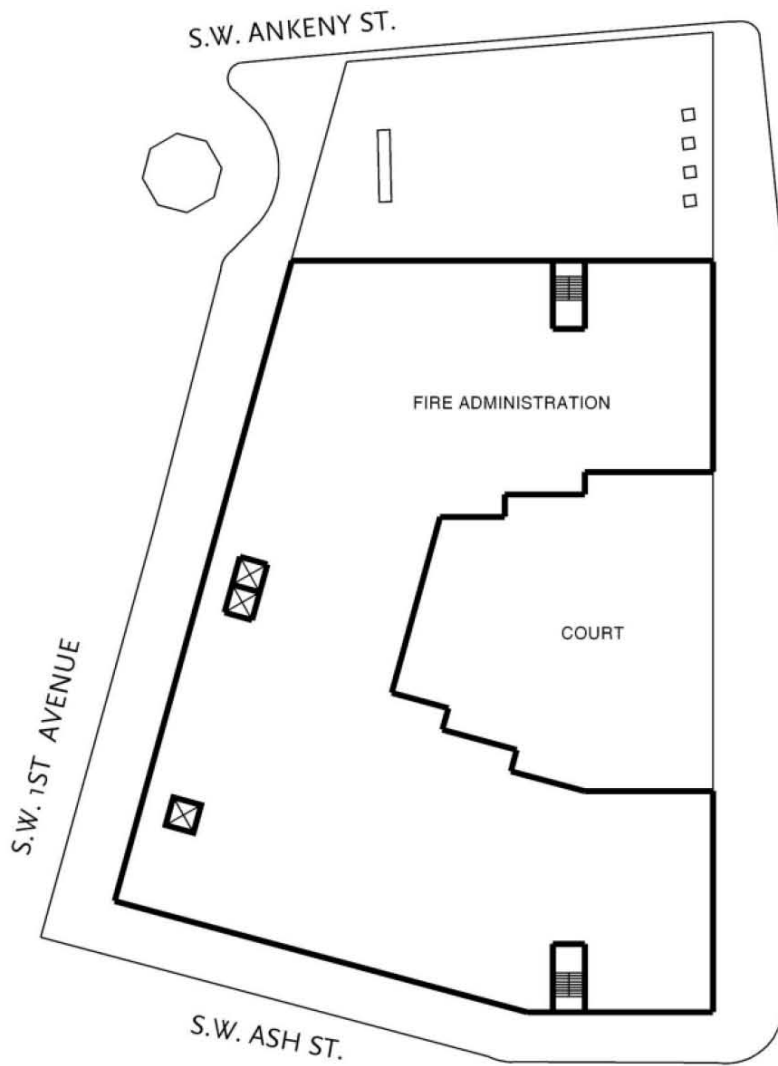 S.W. ANKENY ST.
FIRE ADMINISTRATION
COURT
S.W. 1ST AVENUE
S.W. ASH ST.